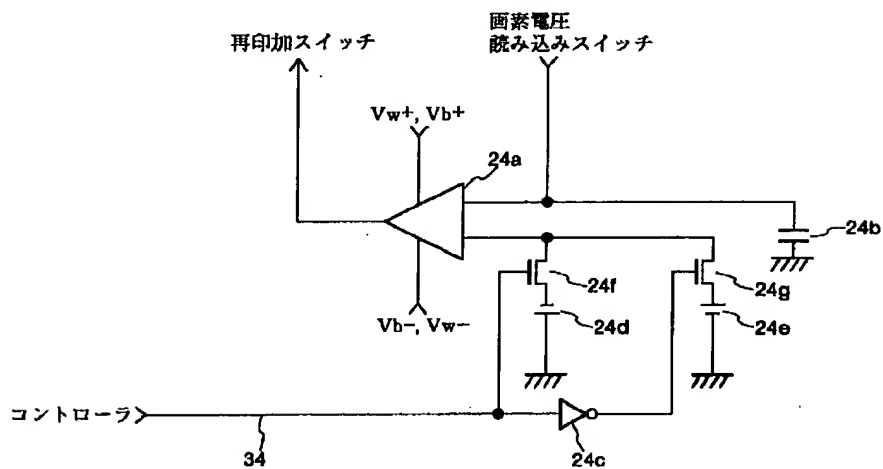 画素電圧
再印加スイッチ 読み込みスイッチ
Vw+, Vb+
24a
24b
24f
24g
Vb-, Vw-
24d
24e
コントローラ
34
24c